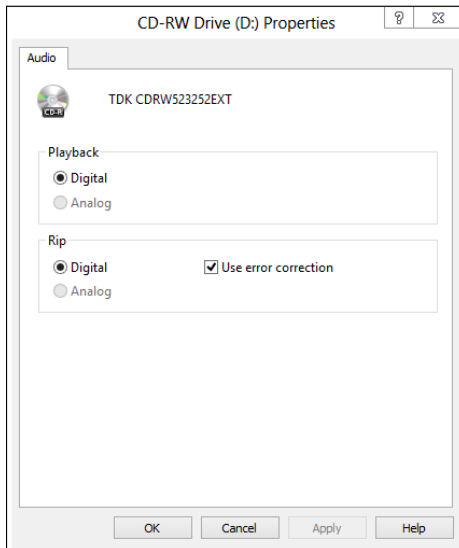 CD-RW Drive (D:) Properties
Audio
CD-R
TDK CDRW523252EXT
Playback
Digital
Analog
Rip
Digital Use error correction
Analog
OK Cancel Apply Help